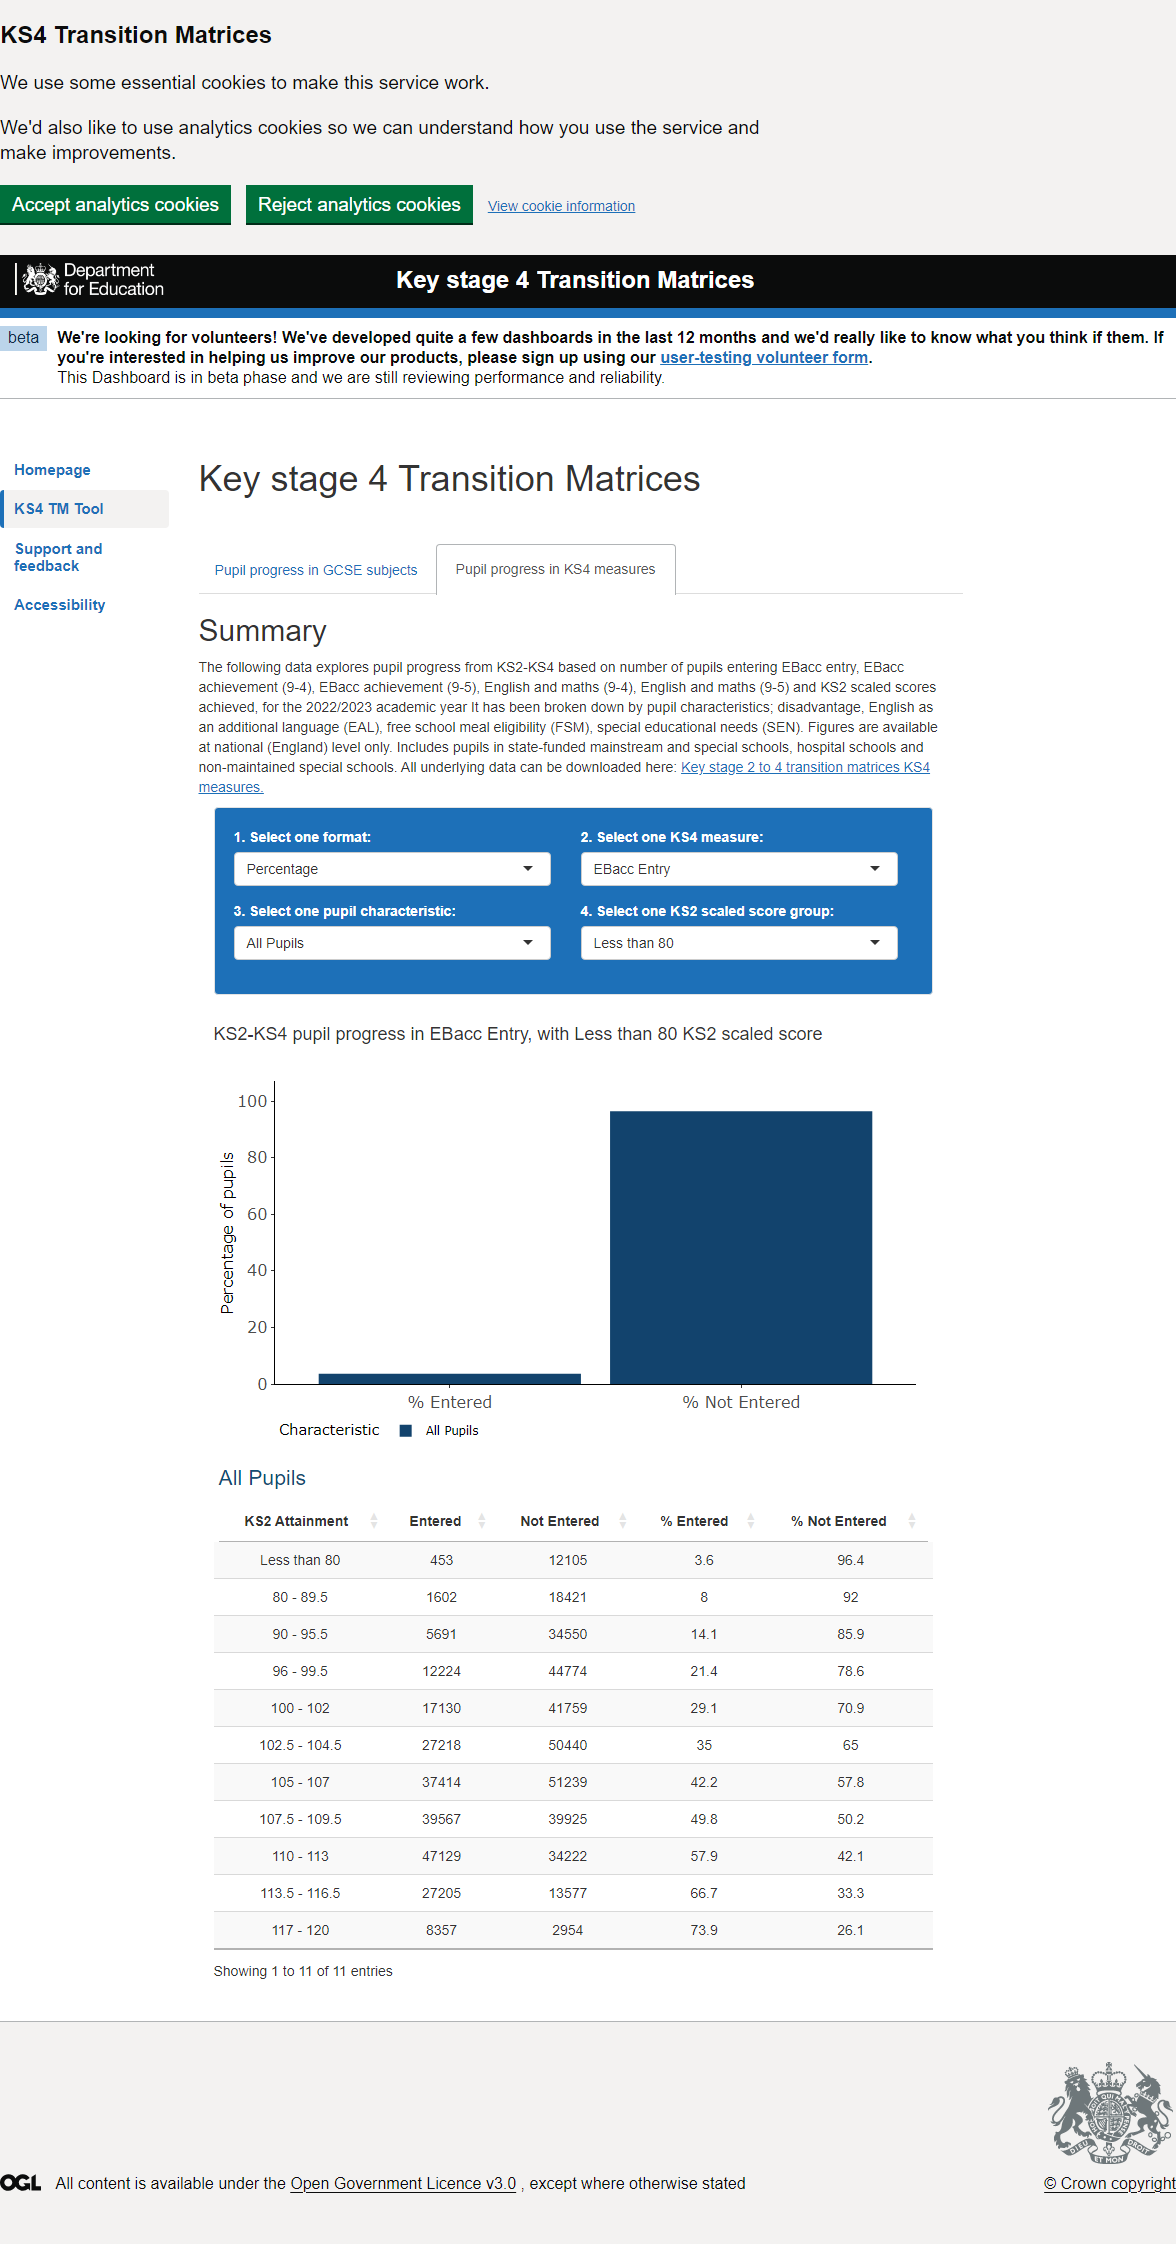 KS4 Transition Matrices
We use some essential cookies to make this service work.
We'd also like to use analytics cookies so we can understand how you use the service and
make improvements.
Accept analytics cookies Reject analytics cookies View cookie information
Department
for Education
Key stage 4 Transition Matrices
beta We're looking for volunteers! We've developed quite a few dashboards in the last 12 months and we'd really like to know what you think if them. If
you're interested in helping us improve our products, please sign up using our user-testing volunteer form.
This Dashboard is in beta phase and we are still reviewing performance and reliability.
Homepage
KS4 TM Tool
Support and
feedback
Accessibility
Key stage 4 Transition Matrices
Pupil progress in GCSE subjects Pupil progress in KS4 measures
Summary
The following data explores pupil progress from KS2-KS4 based on number of pupils entering EBacc entry, EBacc
achievement (9-4), EBacc achievement (9-5), English and maths (9-4), English and maths (9-5) and KS2 scaled scores
achieved, for the 2022/2023 academic year It has been broken down by pupil characteristics; disadvantage, English as
an additional language (EAL), free school meal eligibility (FSM), special educational needs (SEN). Figures are available
at national (England) level only. Includes pupils in state-funded mainstream and special schools, hospital schools and
non-maintained special schools. All underlying data can be downloaded here: Key stage 2 to 4 transition matrices KS4
measures.
1. Select one format: 2. Select one KS4 measure:
Percentage EBacc Entry
3. Select one pupil characteristic: 4. Select one KS2 scaled score group:
All Pupils Less than 80
KS2-KS4 pupil progress in EBacc Entry, with Less than 80 KS2 scaled score
Percentage of pupils
100
80
60
40
20
0
% Entered % Not Entered
Characteristic All Pupils
All Pupils
KS2 Attainment Entered Not Entered % Entered % Not Entered
Less than 80 453 12105 3.6 96.4
80 - 89.5 1602 18421 8 92
90 - 95.5 5691 34550 14.1 85.9
96 - 99.5 12224 44774 21.4 78.6
100 - 102 17130 41759 29.1 70.9
102.5 - 104.5 27218 50440 35 65
105 - 107 37414 51239 42.2 57.8
107.5 - 109.5 39567 39925 49.8 50.2
110 - 113 47129 34222 57.9 42.1
113.5 - 116.5 27205 13577 66.7 33.3
117 - 120 8357 2954 73.9 26.1
Showing 1 to 11 of 11 entries
DIEU ET MON DROIT
OGL All content is available under the Open Government Licence v3.0 , except where otherwise stated
© Crown copyright